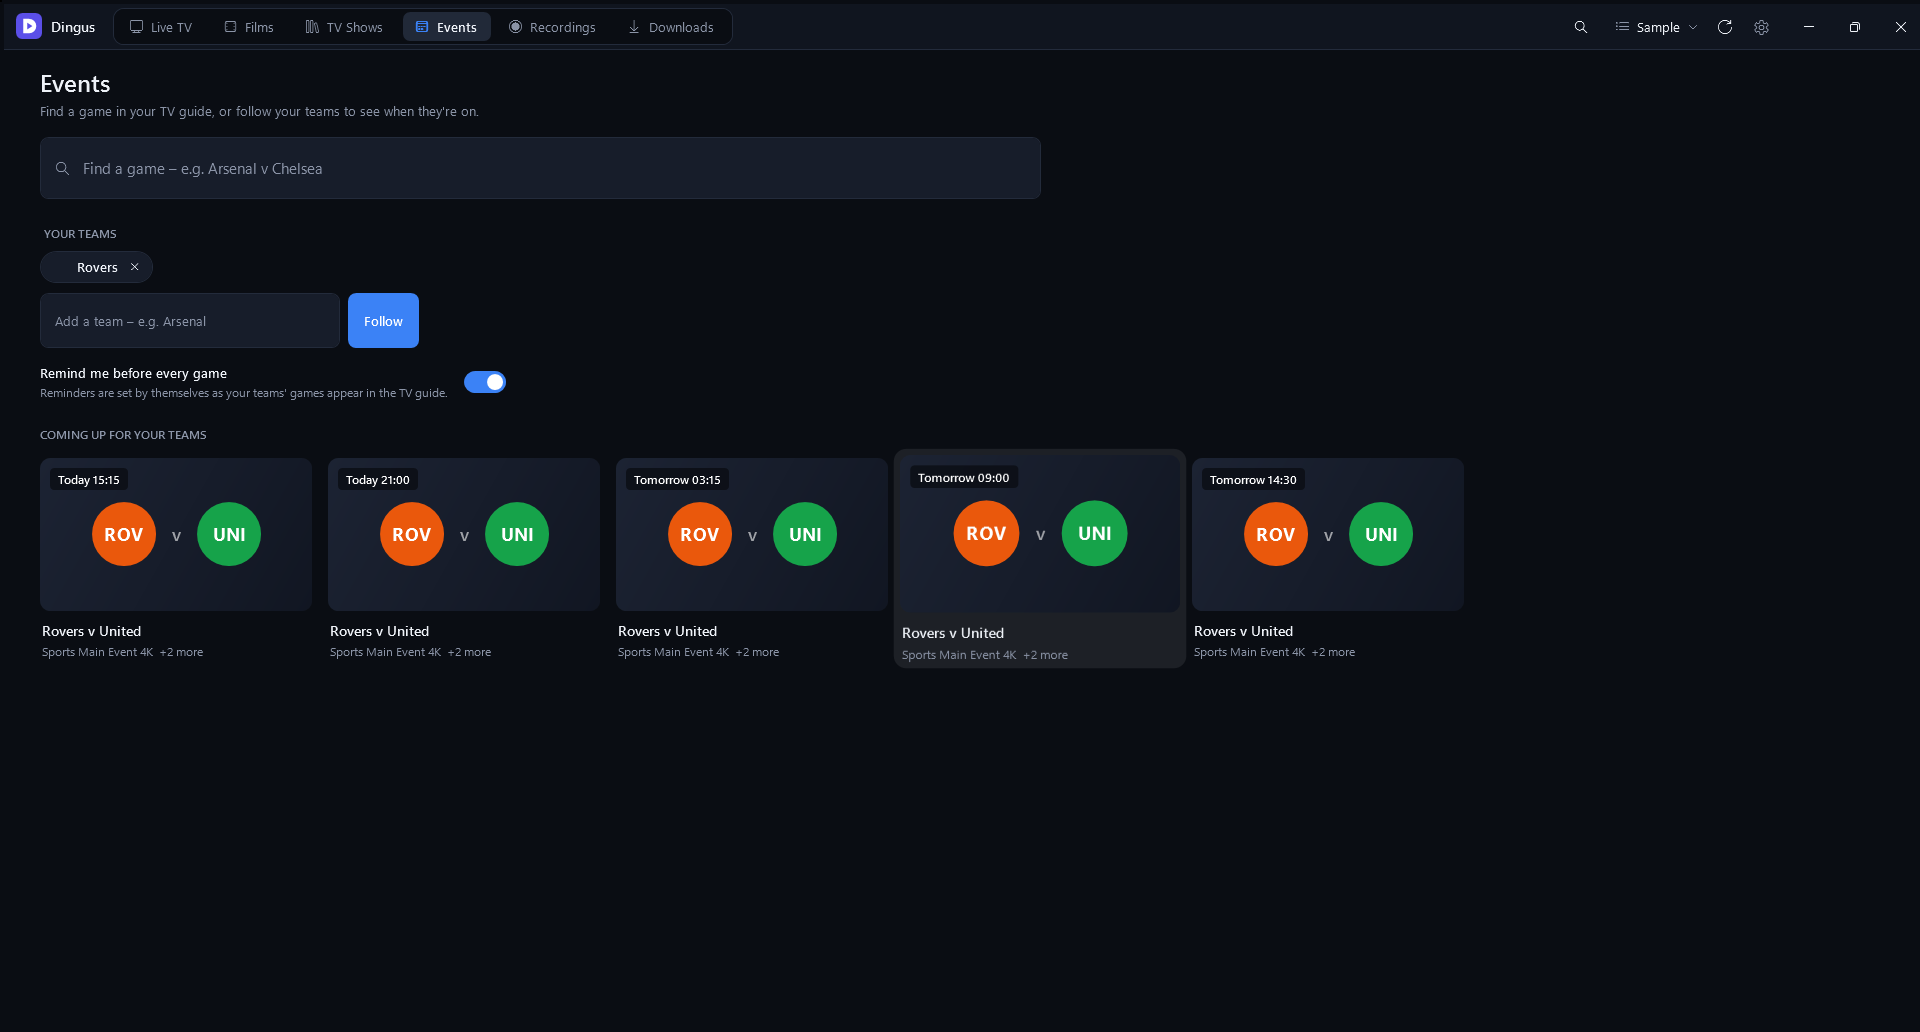 Dingus
Live TV
Films
TV Shows
Events
Recordings
Downloads
Sample
Events
Find a game in your TV guide, or follow your teams to see when they're on.
Find a game – e.g. Arsenal v Chelsea
YOUR TEAMS
Rovers
Add a team – e.g. Arsenal
Follow
Remind me before every game
Reminders are set by themselves as your teams' games appear in the TV guide.
COMING UP FOR YOUR TEAMS
Today 15:15
ROV v UNI
Rovers v United
Sports Main Event 4K +2 more
Today 21:00
ROV v UNI
Rovers v United
Sports Main Event 4K +2 more
Tomorrow 03:15
ROV v UNI
Rovers v United
Sports Main Event 4K +2 more
Tomorrow 09:00
ROV v UNI
Rovers v United
Sports Main Event 4K +2 more
Tomorrow 14:30
ROV v UNI
Rovers v United
Sports Main Event 4K +2 more